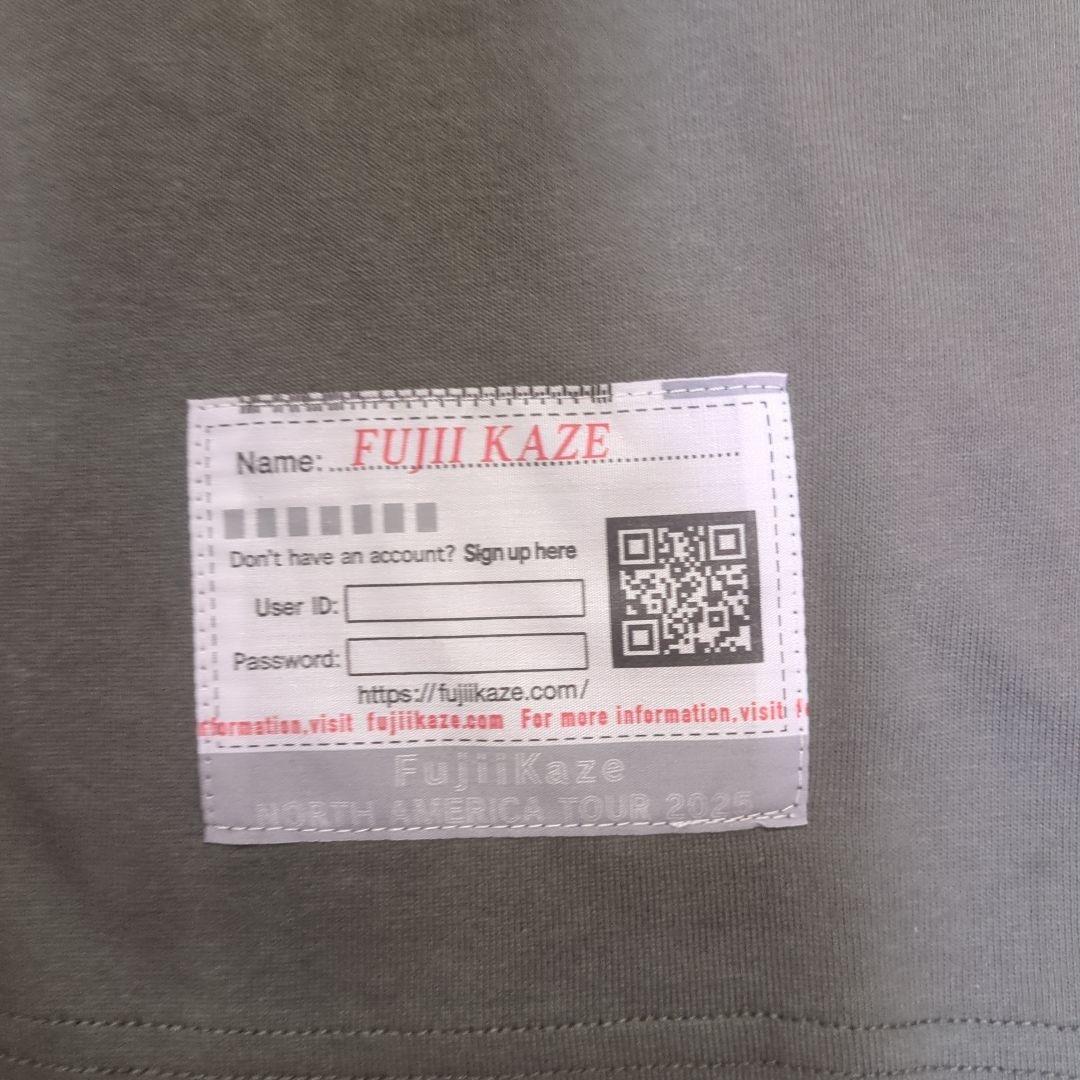 Name: FUJII KAZE
Don't have an account? Sign up here
User ID:
Password:
https://fujiikaze.com/
nformation,visit fujiikaze.com For more information,visit
FujiiKaze
NORTH AMERICA TOUR 2025